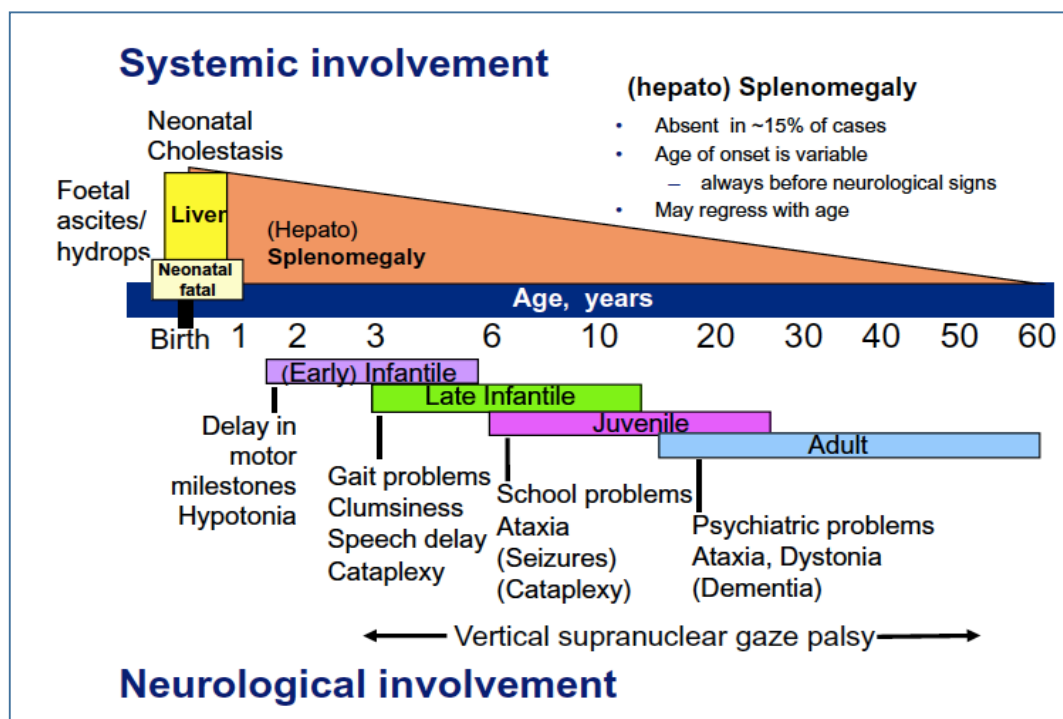 Systemic involvement
(hepato) Splenomegaly
• Absent in ~15% of cases
• Age of onset is variable
– always before neurological signs
• May regress with age
Neonatal
Cholestasis
Foetal
ascites/
hydrops
Liver
(Hepato)
Splenomegaly
Neonatal
fatal
Age, years
Birth 1 2 3 6 10 20 30 40 50 60
(Early) Infantile
Late Infantile
Juvenile
Adult
Delay in
motor
milestones
Hypotonia
Gait problems
Clumsiness
Speech delay
Cataplexy
School problems
Ataxia
(Seizures)
(Cataplexy)
Psychiatric problems
Ataxia, Dystonia
(Dementia)
Vertical supranuclear gaze palsy
Neurological involvement